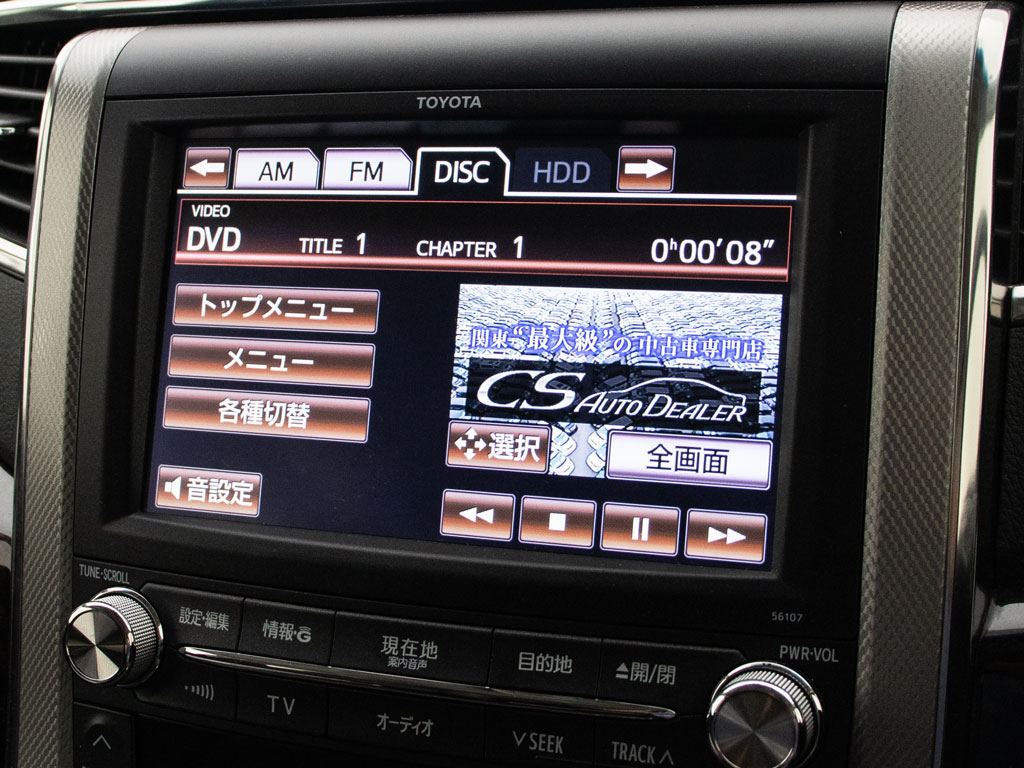 TOYOTA
AM FM DISC HDD
VIDEO
DVD TITLE 1 CHAPTER 1 0h00'08"
トップメニュー
メニュー
各種切替
音設定
関東“最大級”の中古車専門店
CS AUTO DEALER
選択
全画面
56107
TUNE・SCROLL
PWR・VOL
設定・編集
情報・G
現在地
案内音声
目的地
開/閉
TV
オーディオ
∨ SEEK
TRACK ∧